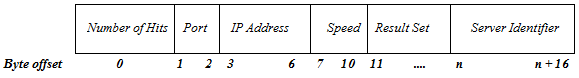 Number of Hits Port IP Address Speed Result Set Server Identifier
Byte offset 0 1 2 3 6 7 10 11 .... n n + 16